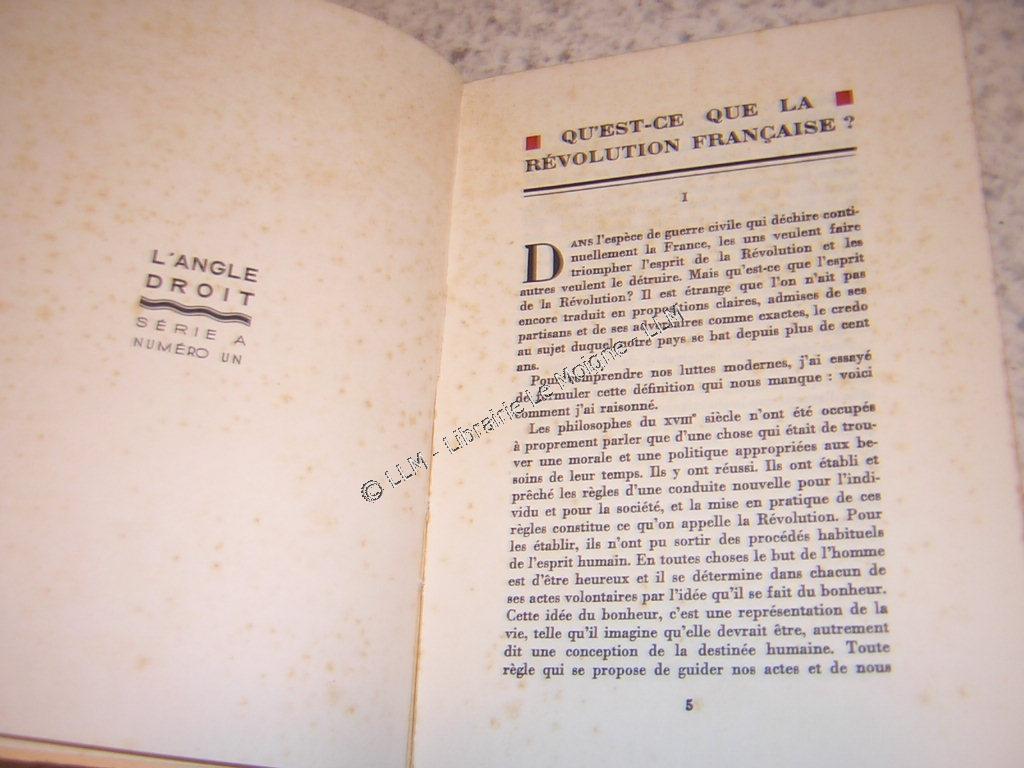 L'ANGLE
DROIT
SÉRIE A
NUMÉRO UN
QU'EST-CE QUE LA
RÉVOLUTION FRANÇAISE ?
I
DANS l'espèce de guerre civile qui déchire conti-
nuellement la France, les uns veulent faire
triompher l'esprit de la Révolution et les
autres veulent le détruire. Mais qu'est-ce que l'esprit
de la Révolution? Il est étrange que l'on n'ait pas
encore traduit en propositions claires, admises de ses
partisans et de ses adversaires comme exactes, le credo
au sujet duquel notre pays se bat depuis plus de cent
ans.
Pour comprendre nos luttes modernes, j'ai essayé
de formuler cette définition qui nous manque : voici
comment j'ai raisonné.
Les philosophes du XVIIIe siècle n'ont été occupés
à proprement parler que d'une chose qui était de trou-
ver une morale et une politique appropriées aux be-
soins de leur temps. Ils y ont réussi. Ils ont établi et
prêché les règles d'une conduite nouvelle pour l'indi-
vidu et pour la société, et la mise en pratique de ces
règles constitue ce qu'on appelle la Révolution. Pour
les établir, ils n'ont pu sortir des procédés habituels
de l'esprit humain. En toutes choses le but de l'homme
est d'être heureux et il se détermine dans chacun de
ses actes volontaires par l'idée qu'il se fait du bonheur.
Cette idée du bonheur, c'est une représentation de la
vie, telle qu'il imagine qu'elle devrait être, autrement
dit une conception de la destinée humaine. Toute
règle qui se propose de guider nos actes et de nous
5
© LLM - Librairie Le Moigne - LLM